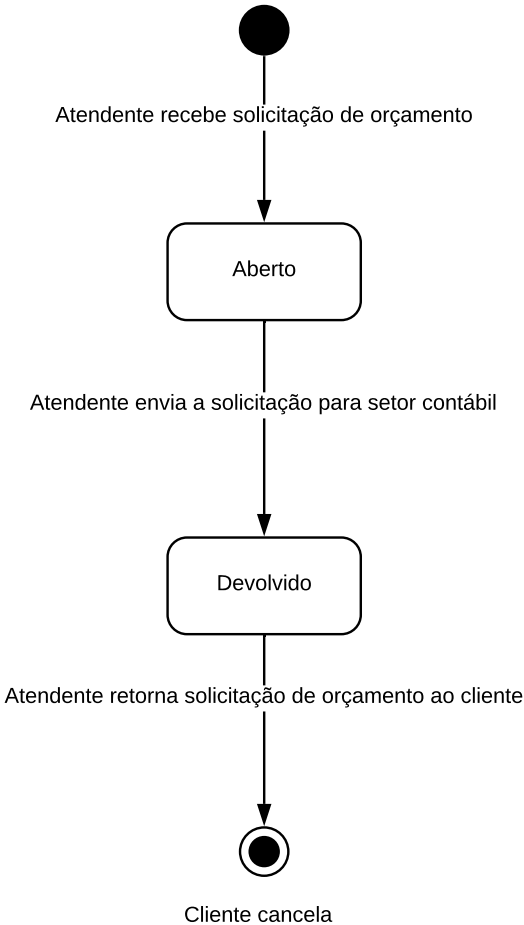 Atendente recebe solicitação de orçamento
Aberto
Atendente envia a solicitação para setor contábil
Devolvido
Atendente retorna solicitação de orçamento ao cliente
Cliente cancela